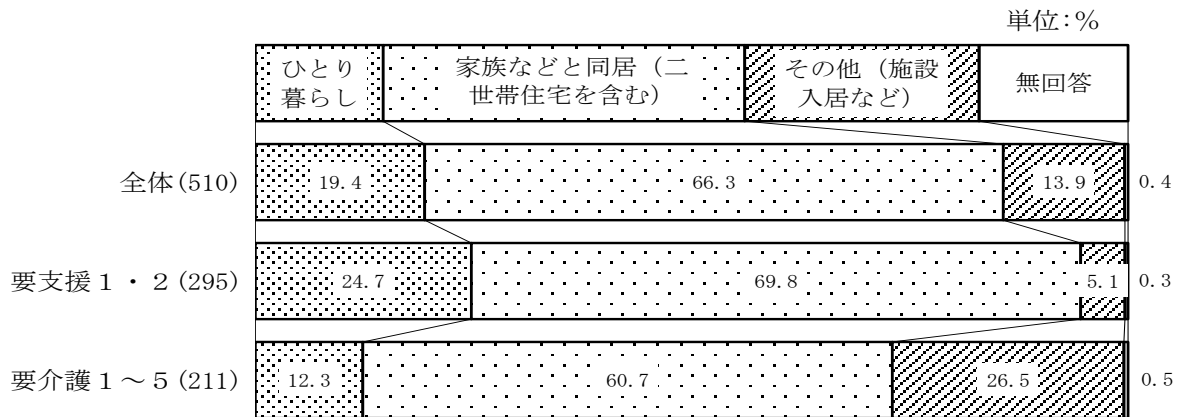 単位:%
ひとり
暮らし
家族などと同居（二
世帯住宅を含む）
その他（施設
入居など）
無回答
全体(510)
19.4
66.3
13.9
0.4
要支援１・２(295)
24.7
69.8
5.1
0.3
要介護１～５(211)
12.3
60.7
26.5
0.5